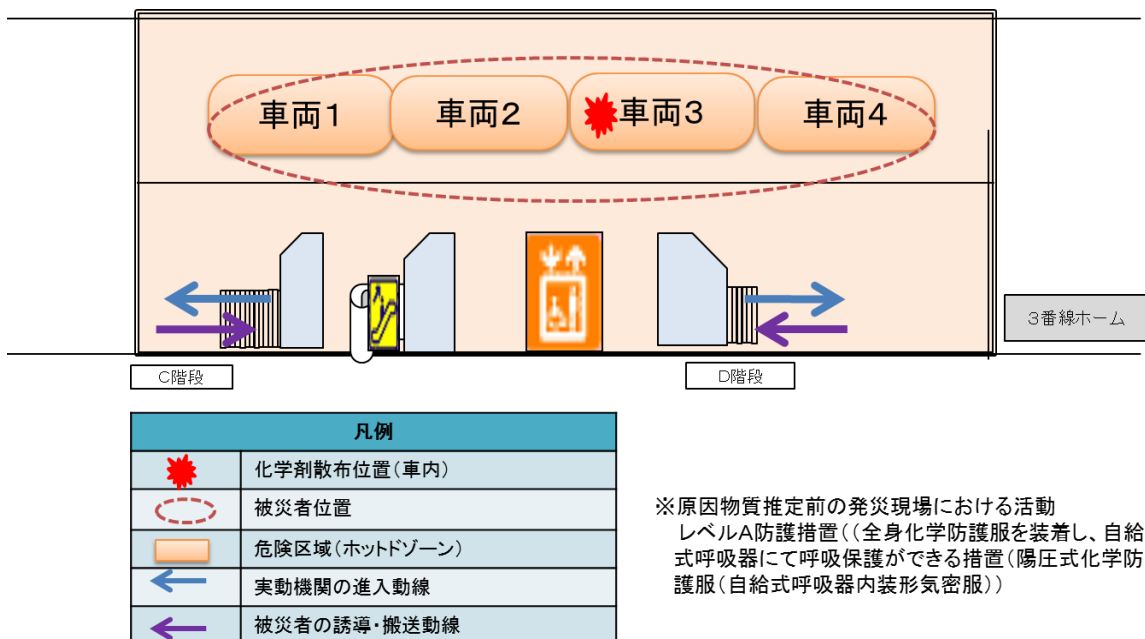 車両1
車両2
車両3
車両4
3番線ホーム
C階段
D階段
凡例
化学剤散布位置(車内)
被災者位置
危険区域(ホットドゾーン)
実動機関の進入動線
被災者の誘導・搬送動線
※原因物質推定前の発災現場における活動
レベルA防護措置((全身化学防護服を装着し、自給
式呼吸器にて呼吸保護ができる措置(陽圧式化学防
護服(自給式呼吸器内装形気密服))